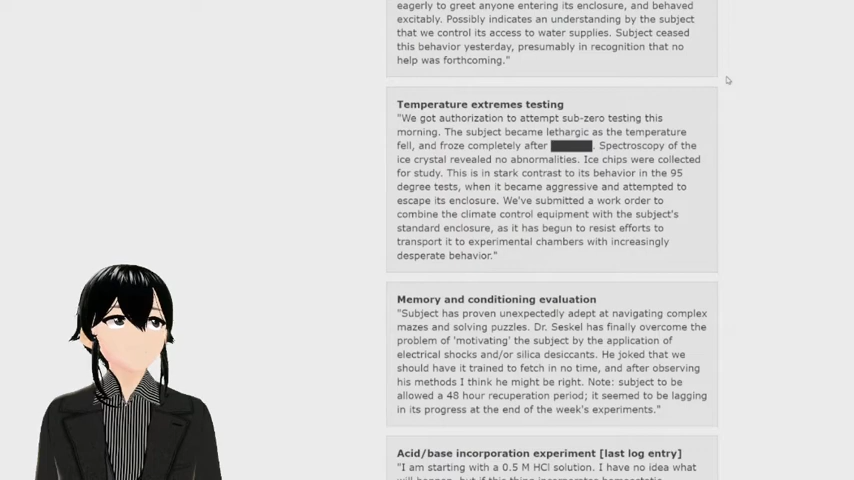 eagerly to greet anyone entering its enclosure, and behaved
excitably. Possibly indicates an understanding by the subject
that we control its access to water supplies. Subject ceased
this behavior yesterday, presumably in recognition that no
help was forthcoming."
Temperature extremes testing
"We got authorization to attempt sub-zero testing this
morning. The subject became lethargic as the temperature
fell, and froze completely after . Spectroscopy of the
ice crystal revealed no abnormalities. Ice chips were collected
for study. This is in stark contrast to its behavior in the 95
degree tests, when it became aggressive and attempted to
escape its enclosure. We've submitted a work order to
combine the climate control equipment with the subject's
standard enclosure, as it has begun to resist efforts to
transport it to experimental chambers with increasingly
desperate behavior."
Memory and conditioning evaluation
"Subject has proven unexpectedly adept at navigating complex
mazes and solving puzzles. Dr. Seskel has finally overcome the
problem of 'motivating' the subject by the application of
electrical shocks and/or silica desiccants. He joked that we
should have it trained to fetch in no time, and after observing
his methods I think he might be right. Note: subject to be
allowed a 48 hour recuperation period; it seemed to be lagging
in its progress at the end of the week's experiments."
Acid/base incorporation experiment [last log entry]
"I am starting with a 0.5 M HCl solution. I have no idea what
will happen, but if this thing incorporates homeostatic